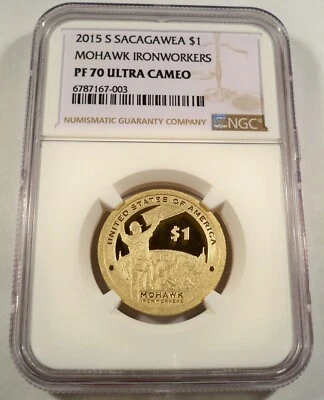 2015 S SACAGAWEA $1
MOHAWK IRONWORKERS
PF 70 ULTRA CAMEO
6787167-003
NUMISMATIC GUARANTY COMPANY
NGC
UNITED STATES OF AMERICA
$1
MOHAWK
IRONWORKERS